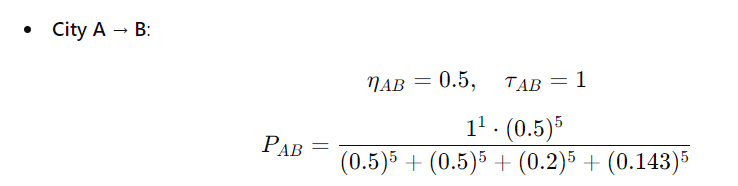 • City A → B:
η_AB = 0.5, τ_AB = 1
P_AB = \frac{1^1 · (0.5)^5}{(0.5)^5 + (0.5)^5 + (0.2)^5 + (0.143)^5}